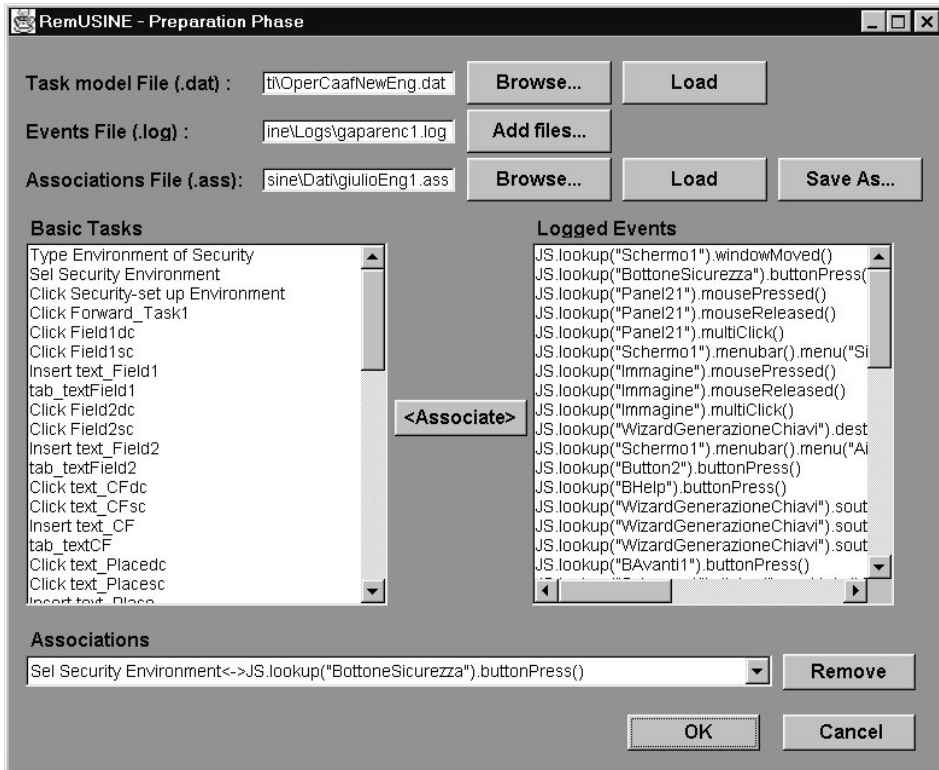 RemUSINE - Preparation Phase
Task model File (.dat) : ti\OperCaafNewEng.dat Browse... Load
Events File (.log) : ine\Logs\gaparenc1.log Add files...
Associations File (.ass): sine\Dati\giulioEng1.ass Browse... Load Save As...
Basic Tasks
Type Environment of Security
Sel Security Environment
Click Security-set up Environment
Click Forward_Task1
Click Field1dc
Click Field1sc
Insert text_Field1
tab_textField1
Click Field2dc
Click Field2sc
Insert text_Field2
tab_textField2
Click text_CFdc
Click text_CFsc
Insert text_CF
tab_textCF
Click text_Placedc
Click text_Placesc
Insert text_Place
<Associate>
Logged Events
JS.lookup("Schermo1").windowMoved()
JS.lookup("BottoneSicurezza").buttonPress(
JS.lookup("Panel21").mousePressed()
JS.lookup("Panel21").mouseReleased()
JS.lookup("Panel21").multiClick()
JS.lookup("Schermo1").menubar().menu("Si
JS.lookup("Immagine").mousePressed()
JS.lookup("Immagine").mouseReleased()
JS.lookup("Immagine").multiClick()
JS.lookup("WizardGenerazioneChiavi").dest
JS.lookup("Schermo1").menubar().menu("Ai
JS.lookup("Button2").buttonPress()
JS.lookup("BHelp").buttonPress()
JS.lookup("WizardGenerazioneChiavi").sout
JS.lookup("WizardGenerazioneChiavi").sout
JS.lookup("WizardGenerazioneChiavi").sout
JS.lookup("BAvanti1").buttonPress()
Associations
Sel Security Environment<->JS.lookup("BottoneSicurezza").buttonPress() Remove
OK Cancel